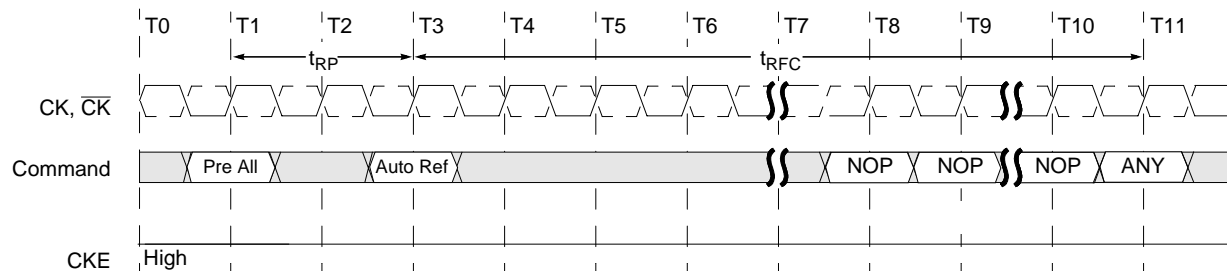 T0 T1 T2 T3 T4 T5 T6 T7 T8 T9 T10 T11
tRP tRFC
CK, CK
Command Pre All Auto Ref NOP NOP NOP ANY
CKE High